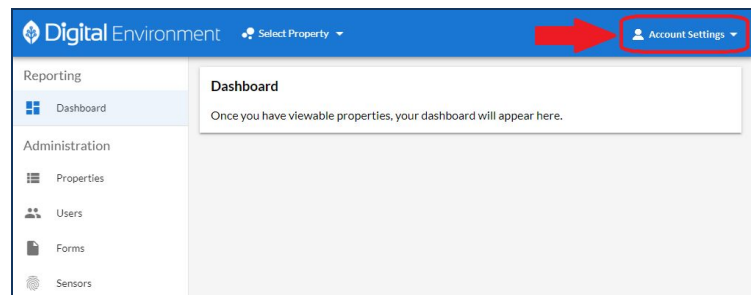 Digital Environment Select Property Account Settings
Reporting
Dashboard
Administration
Properties
Users
Forms
Sensors
Dashboard
Once you have viewable properties, your dashboard will appear here.